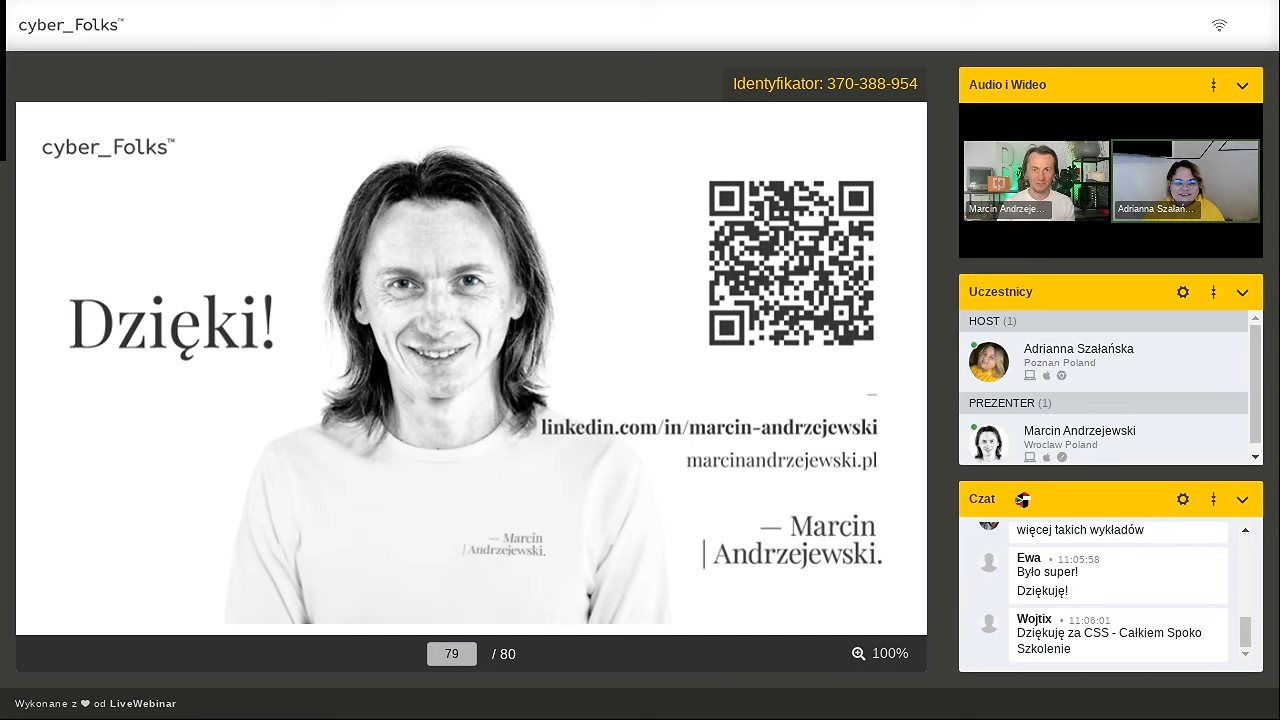 cyber_Folks™
Identyfikator: 370-388-954
cyber_Folks™
Dzięki!
–
linkedin.com/in/marcin-andrzejewski
marcinandrzejewski.pl
— Marcin
| Andrzejewski.
— Marcin
| Andrzejewski.
79 / 80
100%
Audio i Wideo
Marcin Andrzeje...
Adrianna Szałań...
Uczestnicy
HOST (1)
Adrianna Szałańska
Poznan Poland
PREZENTER (1)
Marcin Andrzejewski
Wroclaw Poland
Czat
więcej takich wykładów
Ewa • 11:05:58
Było super!
Dziękuję!
Wojtix • 11:06:01
Dziękuję za CSS - Całkiem Spoko
Szkolenie
Wykonane z ❤ od LiveWebinar